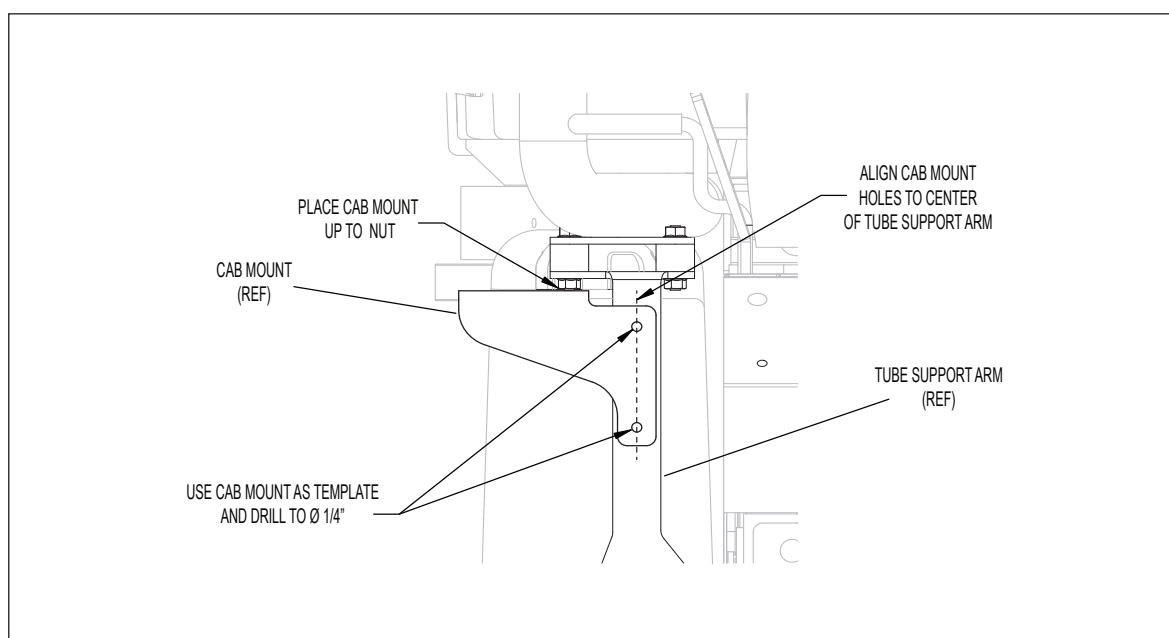 PLACE CAB MOUNT
UP TO NUT
CAB MOUNT
(REF)
ALIGN CAB MOUNT
HOLES TO CENTER
OF TUBE SUPPORT ARM
TUBE SUPPORT ARM
(REF)
USE CAB MOUNT AS TEMPLATE
AND DRILL TO Ø 1/4”